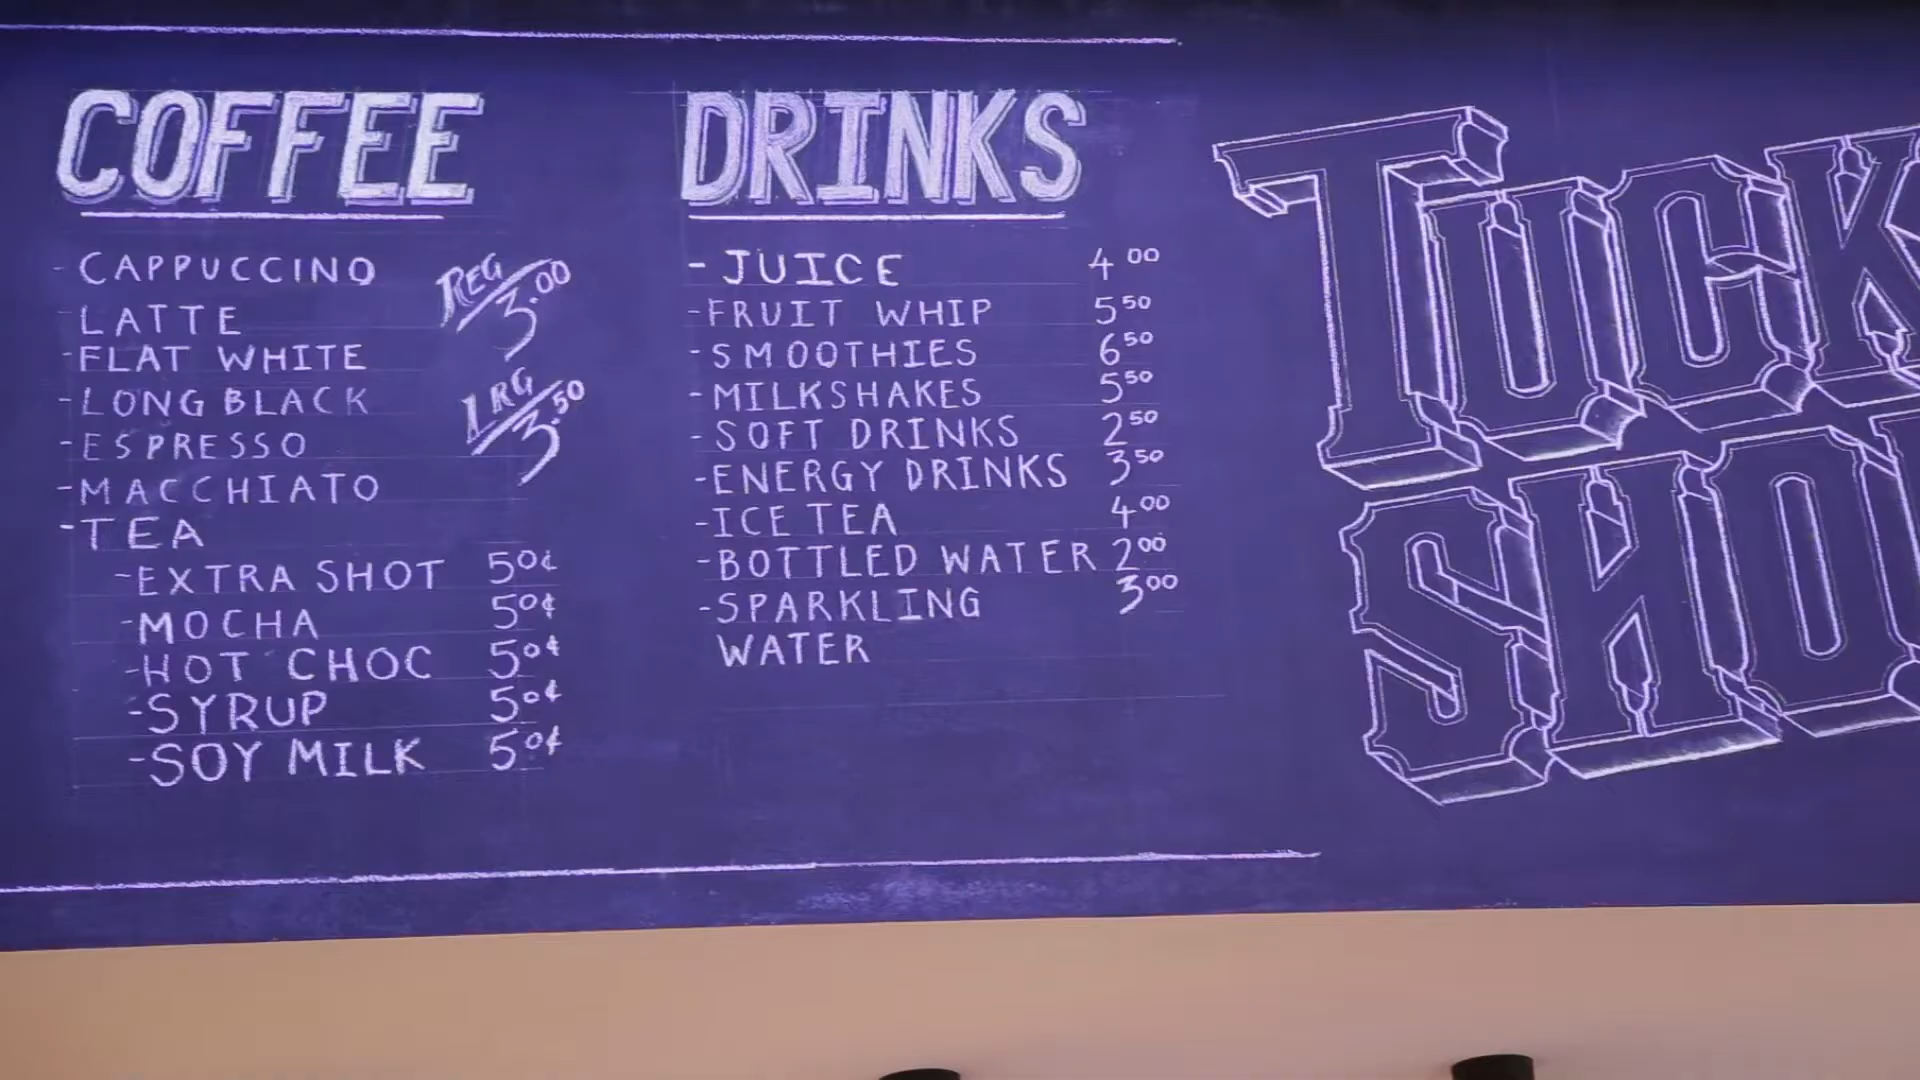 COFFEE
-CAPPUCCINO
-LATTE
-FLAT WHITE
-LONG BLACK
-ESPRESSO
-MACCHIATO
-TEA
REG
3.00
LRG
3.50
-EXTRA SHOT 50¢
-MOCHA 50¢
-HOT CHOC 50¢
-SYRUP 50¢
-SOY MILK 50¢
DRINKS
-JUICE 4 00
-FRUIT WHIP 5 50
-SMOOTHIES 6 50
-MILKSHAKES 5 50
-SOFT DRINKS 2 50
-ENERGY DRINKS 3 50
-ICE TEA 4 00
-BOTTLED WATER 2 00
-SPARKLING 3 00
WATER
TUCK
SHO